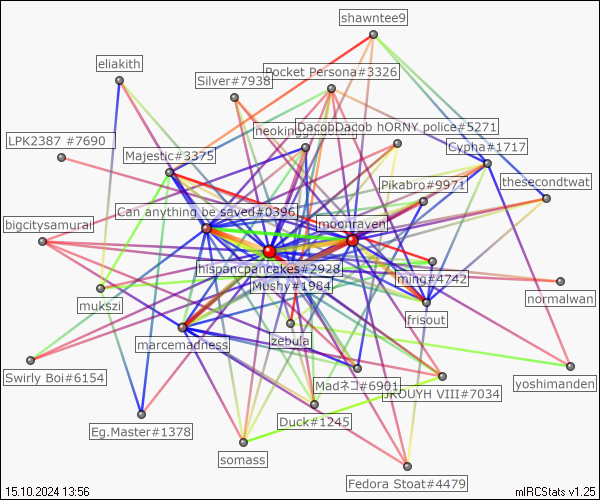 shawntee9
eliakith
Silver#7938
Pocket Persona#3326
DacobDacob hORNY police#5271
LPK2387 #7690
Majestic#3375
Cypha#1717
Pikabro#9971
thesecondtwat
Can anything be saved#0396
moonraven
bigcitysamurai
hispancpancakes#2928
ming#4742
Mushy#1984
mukszi
normalwan
frisout
marcemadness
zebula
Swirly Boi#6154
Madネコ#6901
yoshimanden
JKOUYH VIII#7034
Duck#1245
Eg.Master#1378
somass
Fedora Stoat#4479
15.10.2024 13:56
mIRCStats v1.25